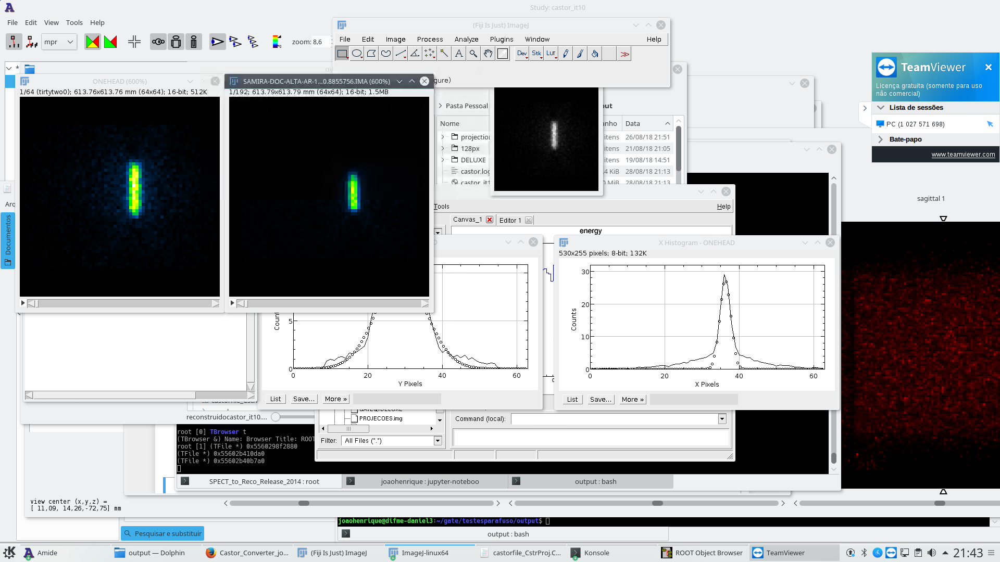 Study: castor_it10
File Edit View Tools Help
mpr
zoom: 8,6
(Fiji Is Just) ImageJ
File Edit Image Process Analyze Plugins Window Help
Dev Stk Lut
gure)
TeamViewer
Licença gratuita (somente para uso
não comercial)
Lista de sessões
PC (1 027 571 698)
Bate-papo
www.teamviewer.com
*
ONEHEAD (600%)
1/64 (tirtytwo0); 613.76x613.76 mm (64x64); 16-bit; 512K
SAMIRA-DOC-ALTA-AR-1...0.8855756.IMA (600%)
1/192; 613.79x613.79 mm (64x64); 16-bit; 1.5MB
Pasta Pessoal
put
Nome anho Data
projection itens 26/08/18 21:51
128px itens 21/08/18 21:05
DELUXE itens 19/08/18 14:51
castor.log .4 KiB 28/08/18 21:13
castor_it1 0 MiB 28/08/18 21:13
sagittal 1
Arq
Documentos
Tools Help
Canvas_1 Editor 1
energy
X Histogram - ONEHEAD
530x255 pixels; 8-bit; 132K
Counts
5
0
0 20 40 60
Y Pixels
List Save... More »
Counts
30
20
10
0
0 20 40 60
X Pixels
List Save... More »
castorfile_CstrP
reconstruidocastor_it10....
PROJECOES.img
Filter: All Files (*.*)
Command (local):
root [0] TBrowser t
(TBrowser &) Name: Browser Title: ROOT
root [1] (TFile *) 0x5560298f2880
(TFile *) 0x55602b410da0
(TFile *) 0x55602b40b7a0
SPECT_to_Reco_Release_2014 : root
joaohenrique : jupyter-noteboo
output : bash
view center (x,y,z) =
[ 11,09, 14,26,-72,75] mm
joaohenrique@difme-daniel3:~/gate/testesparafuso/output$
Pesquisar e substituir
output : bash
Amide
output — Dolphin
Castor_Converter_jo...
(Fiji Is Just) ImageJ
ImageJ-linux64
castorfile_CstrProj.C...
Konsole
ROOT Object Browser
TeamViewer
21:43